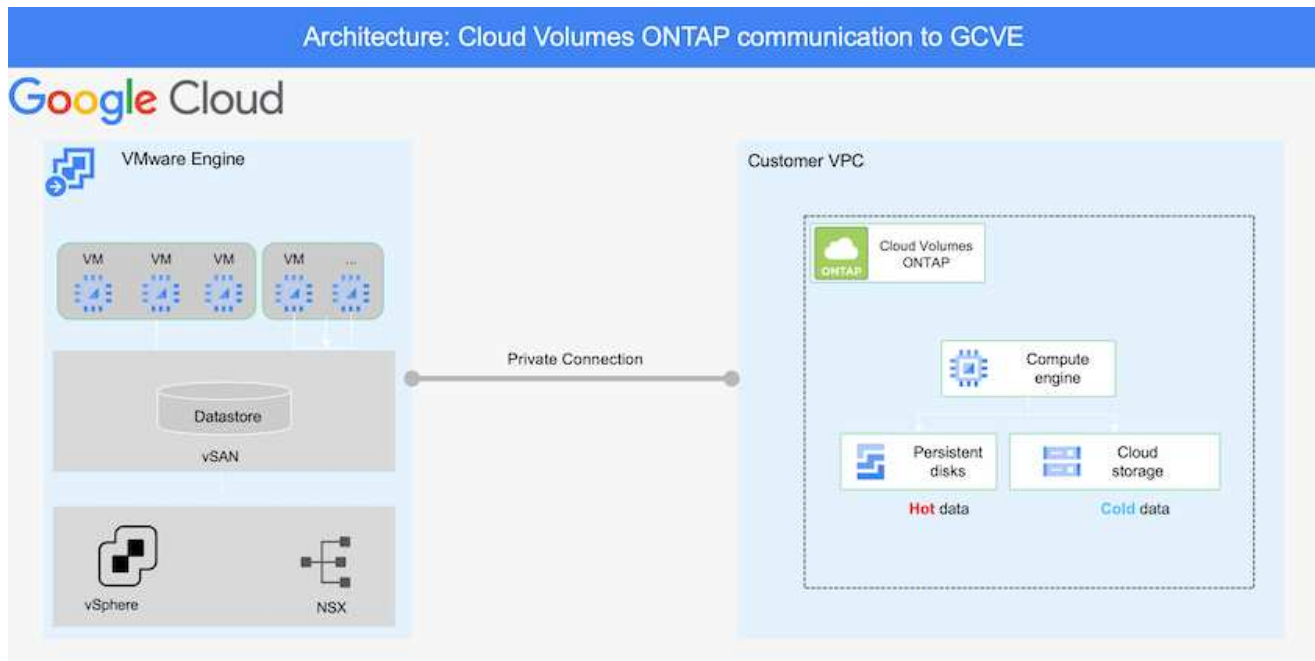 Architecture: Cloud Volumes ONTAP communication to GCVE
Google Cloud
VMware Engine
VM
VM
VM
VM
...
Datastore
vSAN
vSphere
NSX
Private Connection
Customer VPC
ONTAP
Cloud Volumes
ONTAP
Compute
engine
Persistent
disks
Hot data
Cloud
storage
Cold data